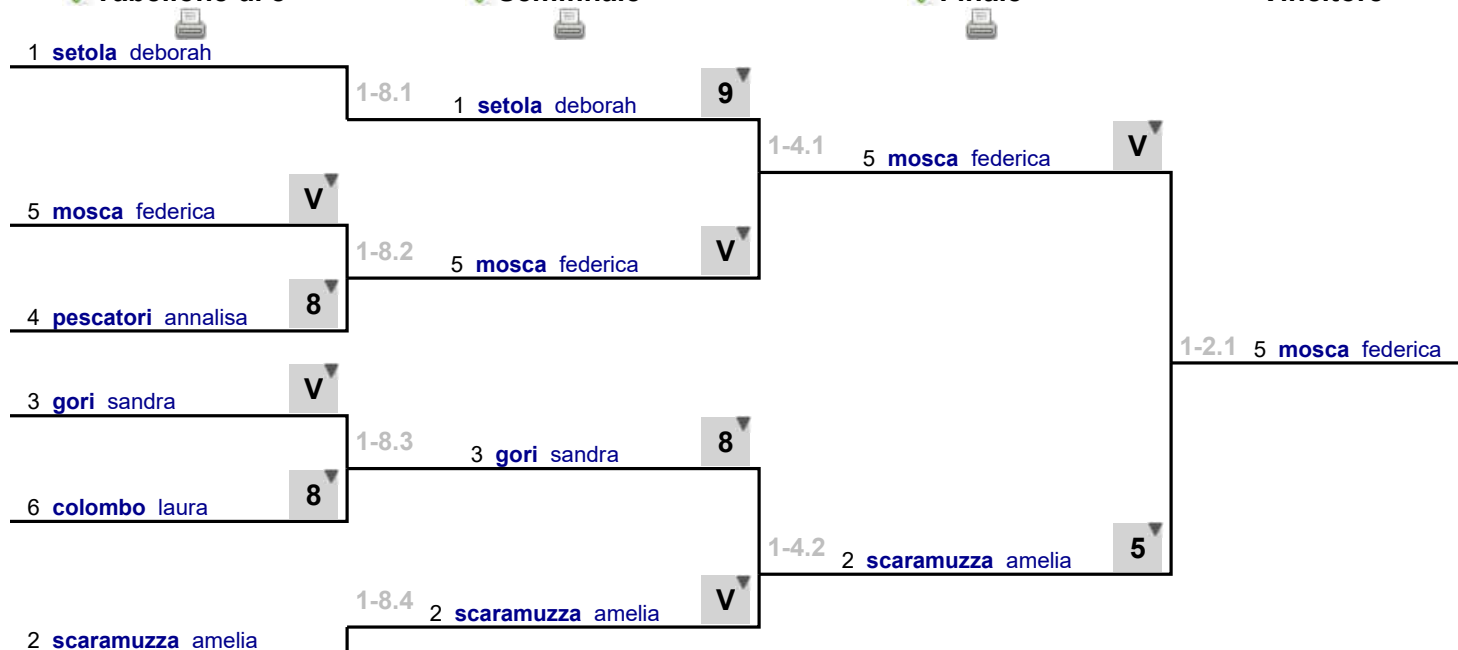 1 setola deborah
1-8.1
1 setola deborah
9
1-4.1
5 mosca federica
V
5 mosca federica
V
1-8.2
5 mosca federica
V
4 pescatori annalisa
8
1-2.1
5 mosca federica
3 gori sandra
V
1-8.3
3 gori sandra
8
6 colombo laura
8
1-4.2
2 scaramuzza amelia
5
1-8.4
2 scaramuzza amelia
V
2 scaramuzza amelia